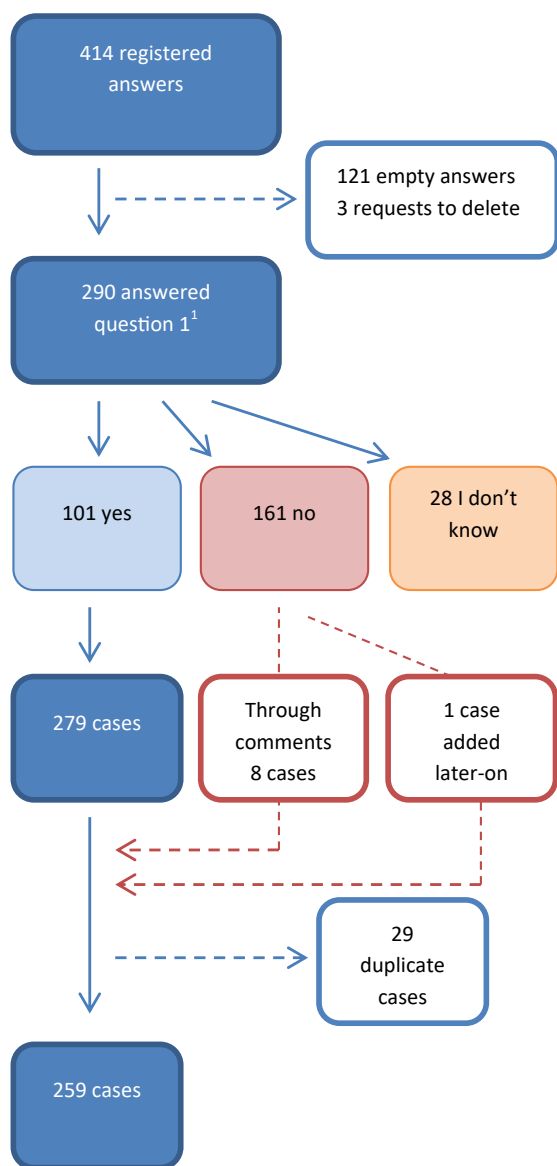 414 registered
answers
121 empty answers
3 requests to delete
290 answered
question 1¹
101 yes
161 no
28 I don’t
know
279 cases
Through
comments
8 cases
1 case
added
later-on
29
duplicate
cases
259 cases